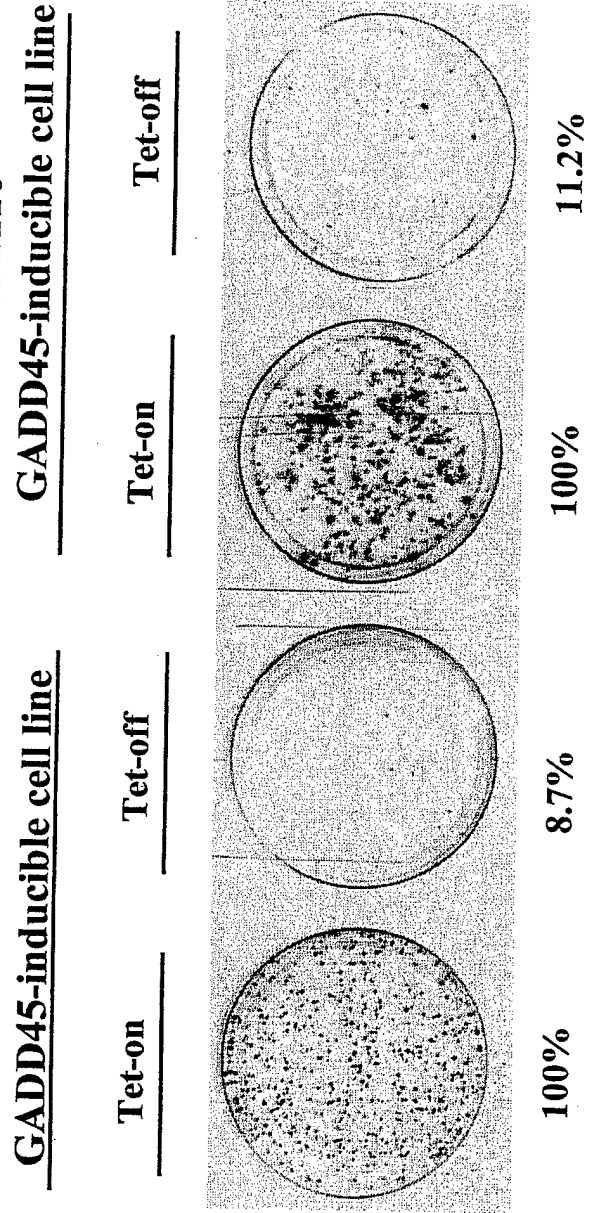 GADD45-inducible cell line GADD45-inducible cell line
Tet-on Tet-off Tet-on Tet-off
100% 8.7% 100% 11.2%